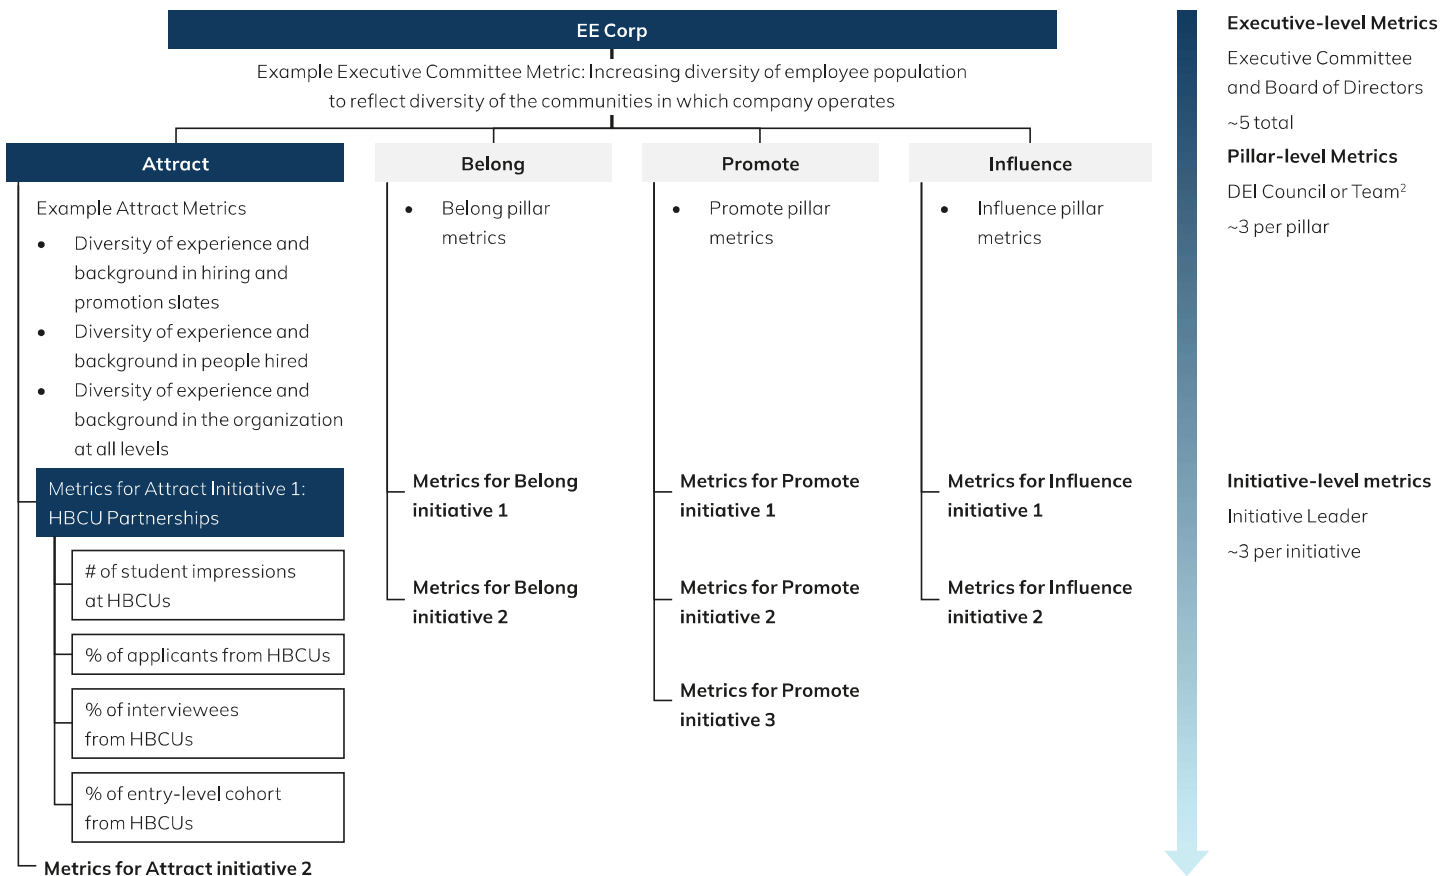 EE Corp
Example Executive Committee Metric: Increasing diversity of employee population
to reflect diversity of the communities in which company operates
Attract
Example Attract Metrics
• Diversity of experience and
background in hiring and
promotion slates
• Diversity of experience and
background in people hired
• Diversity of experience and
background in the organization
at all levels
Metrics for Attract Initiative 1:
HBCU Partnerships
# of student impressions
at HBCUs
% of applicants from HBCUs
% of interviewees
from HBCUs
% of entry-level cohort
from HBCUs
Metrics for Attract initiative 2
Belong
• Belong pillar
metrics
Metrics for Belong
initiative 1
Metrics for Belong
initiative 2
Promote
• Promote pillar
metrics
Metrics for Promote
initiative 1
Metrics for Promote
initiative 2
Metrics for Promote
initiative 3
Influence
• Influence pillar
metrics
Metrics for Influence
initiative 1
Metrics for Influence
initiative 2
Executive-level Metrics
Executive Committee
and Board of Directors
~5 total
Pillar-level Metrics
DEI Council or Team²
~3 per pillar
Initiative-level metrics
Initiative Leader
~3 per initiative